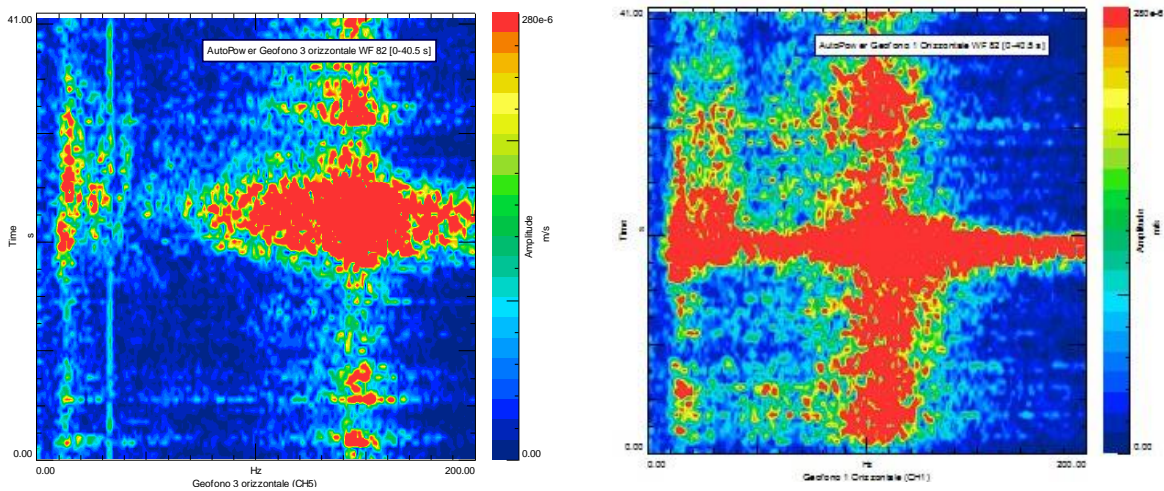 41.00
AutoPower Geofono 3 orizzontale WF 82 [0-40.5 s]
Time
s
0.00
0.00
Hz
200.00
Geofono 3 orizzontale (CH5)
280e-6
Amplitude
m/s
0.00
41.00
AutoPower Geofono 1 Orizzontale WF 82 [0-40.5 s]
Time
s
0.00
0.00
Hz
200.00
Geofono 1 Orizzontale (CH1)
280e-6
Amplitude
m/s
0.00